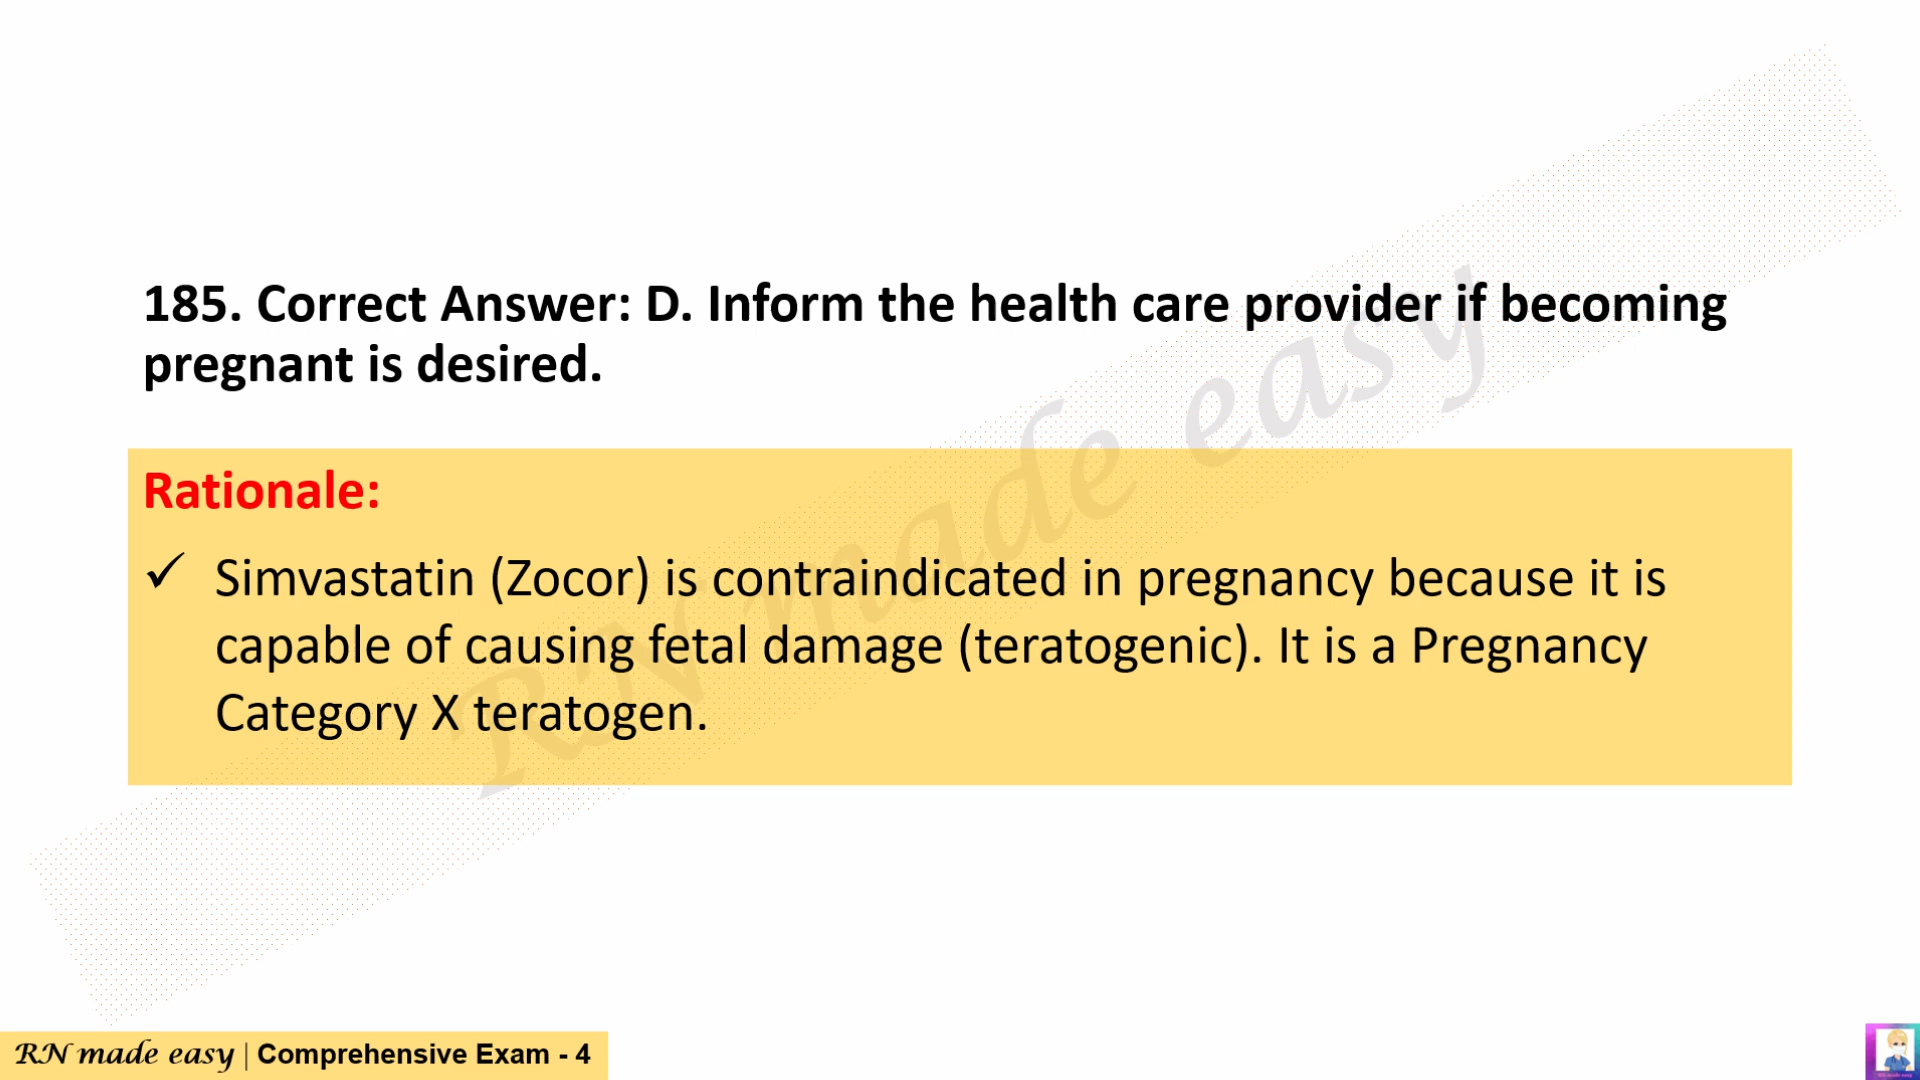 185. Correct Answer: D. Inform the health care provider if becoming
pregnant is desired.
RN made easy
Rationale:
✓ Simvastatin (Zocor) is contraindicated in pregnancy because it is
capable of causing fetal damage (teratogenic). It is a Pregnancy
Category X teratogen.
RN made easy | Comprehensive Exam - 4